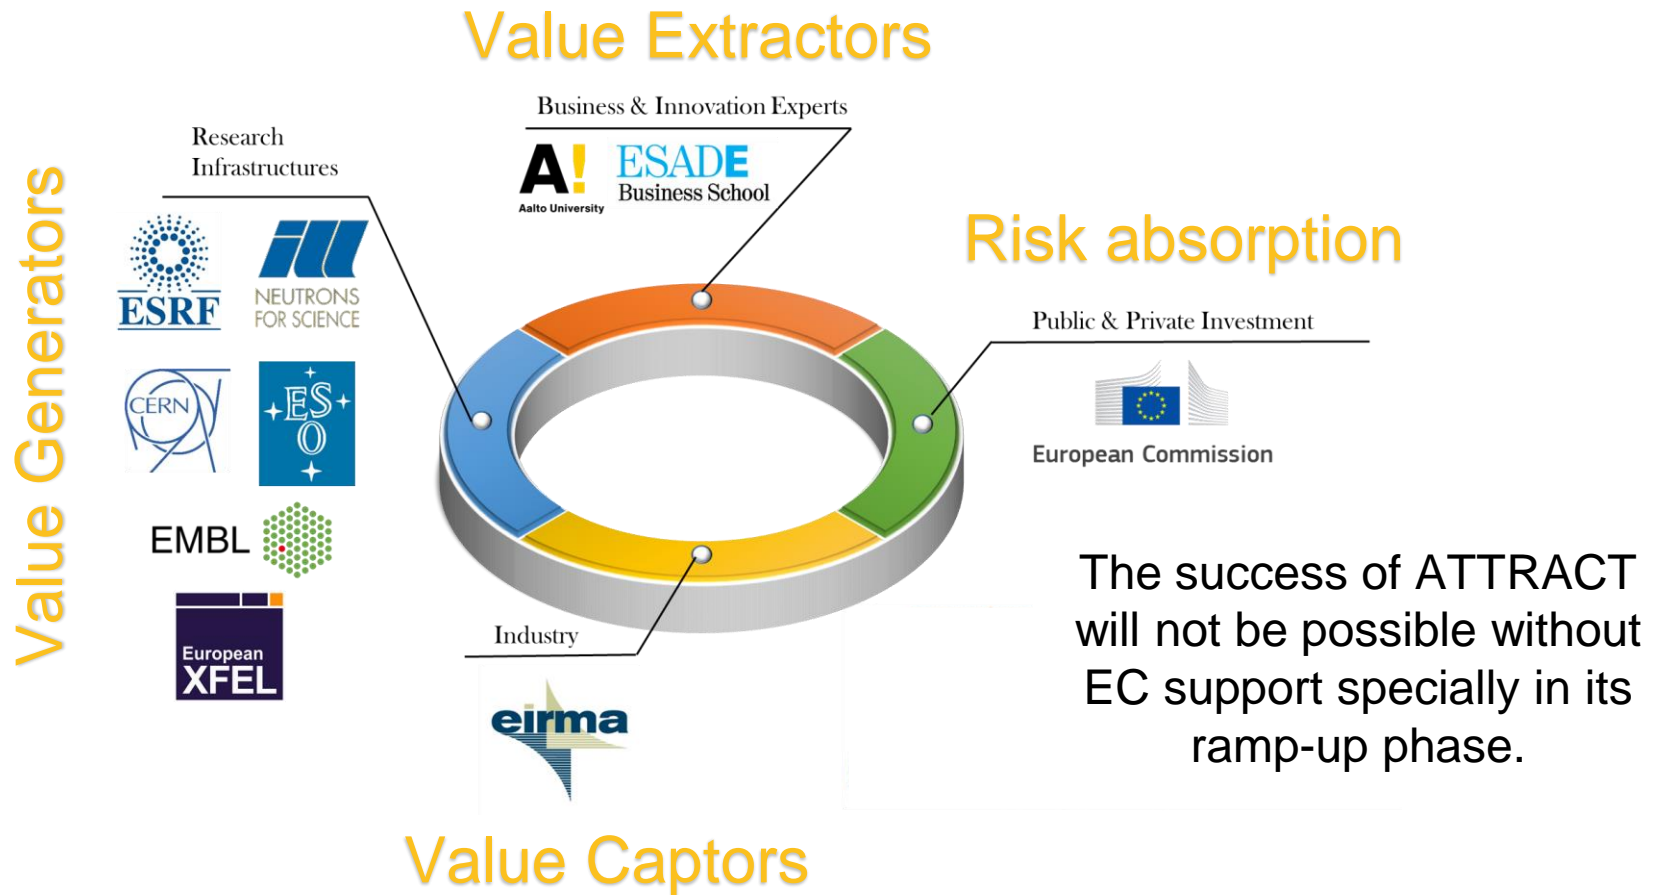 Value Extractors
Business & Innovation Experts
A!
Aalto University
ESADE
Business School
Value Generators
Research
Infrastructures
ESRF
ill
NEUTRONS
FOR SCIENCE
CERN
ES
O
EMBL
European
XFEL
Risk absorption
Public & Private Investment
European Commission
Industry
eirma
The success of ATTRACT
will not be possible without
EC support specially in its
ramp-up phase.
Value Captors